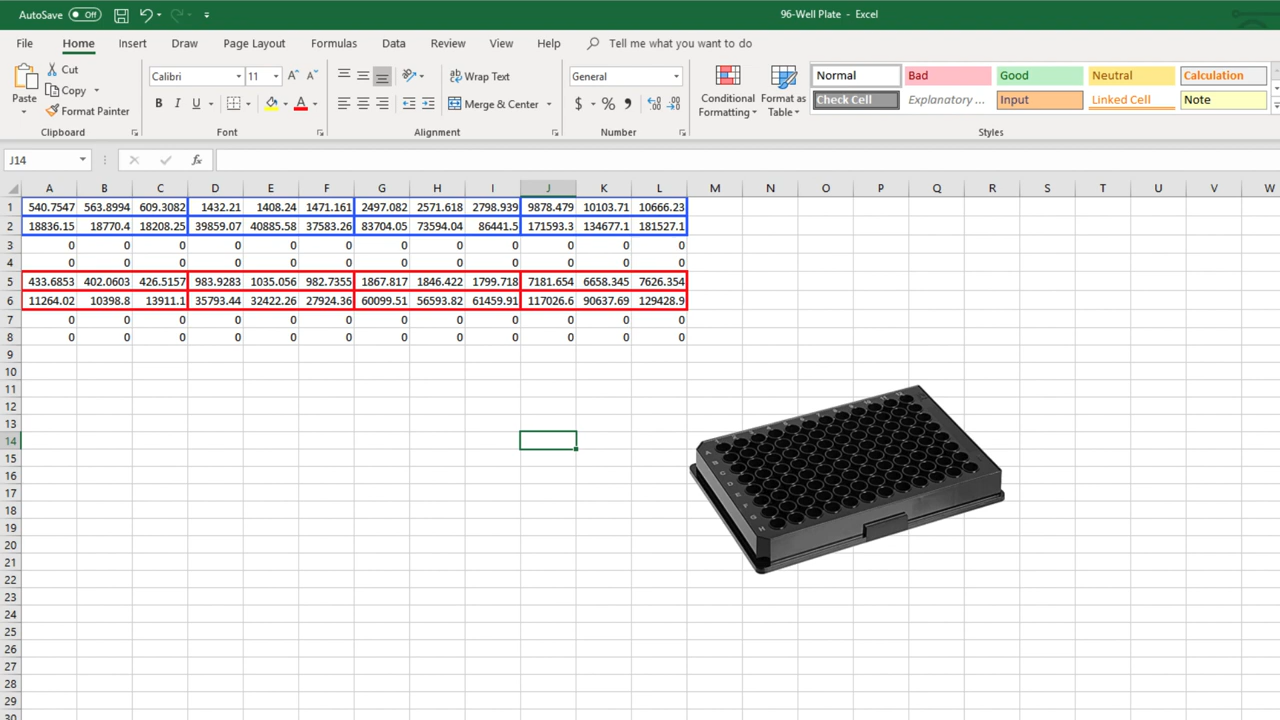 AutoSave Off 96-Well Plate - Excel
File Home Insert Draw Page Layout Formulas Data Review View Help Tell me what you want to do
Paste
Cut
Copy
Format Painter
Clipboard
Calibri 11 A A
B I U A
Font
Wrap Text
Merge & Center
Alignment
General
$ % ,
Number
Conditional Formatting
Format as Table
Normal Bad Good Neutral Calculation
Check Cell Explanatory ... Input Linked Cell Note
Styles
J14 fx
A B C D E F G H I J K L M N O P Q R S T U V W
1 540.7547 563.8994 609.3082 1432.21 1408.24 1471.161 2497.082 2571.618 2798.939 9878.479 10103.71 10666.23
2 18836.15 18770.4 18208.25 39859.07 40885.58 37583.26 83704.05 73594.04 86441.5 171593.3 134677.1 181527.1
3 0 0 0 0 0 0 0 0 0 0 0 0
4 0 0 0 0 0 0 0 0 0 0 0 0
5 433.6853 402.0603 426.5157 983.9283 1035.056 982.7355 1867.817 1846.422 1799.718 7181.654 6658.345 7626.354
6 11264.02 10398.8 13911.1 35793.44 32422.26 27924.36 60099.51 56593.82 61459.91 117026.6 90637.69 129428.9
7 0 0 0 0 0 0 0 0 0 0 0 0
8 0 0 0 0 0 0 0 0 0 0 0 0
9
10
11
12
13
14
15
16
17
18
19
20
21
22
23
24
25
26
27
28
29
30